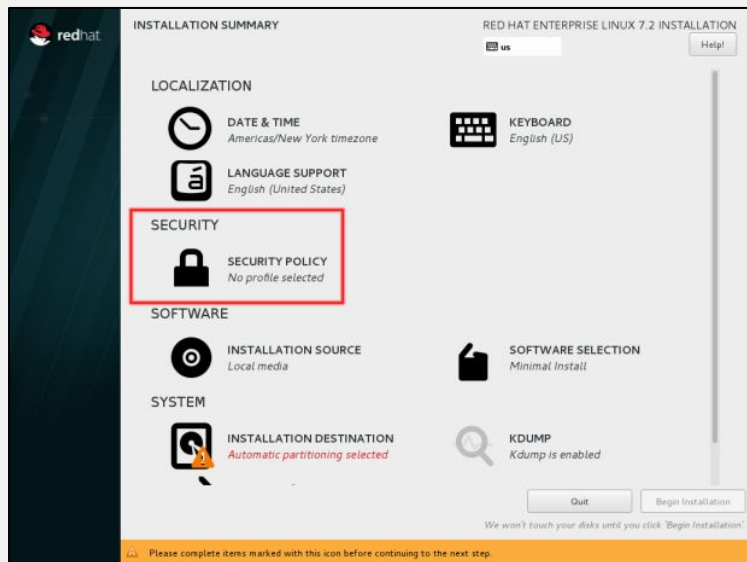 redhat
INSTALLATION SUMMARY
RED HAT ENTERPRISE LINUX 7.2 INSTALLATION
us
Help!
LOCALIZATION
DATE & TIME
Americas/New York timezone
KEYBOARD
English (US)
á
LANGUAGE SUPPORT
English (United States)
SECURITY
SECURITY POLICY
No profile selected
SOFTWARE
INSTALLATION SOURCE
Local media
SOFTWARE SELECTION
Minimal Install
SYSTEM
INSTALLATION DESTINATION
Automatic partitioning selected
KDUMP
Kdump is enabled
Quit
Begin Installation
We won't touch your disks until you click 'Begin Installation'.
Please complete items marked with this icon before continuing to the next step.